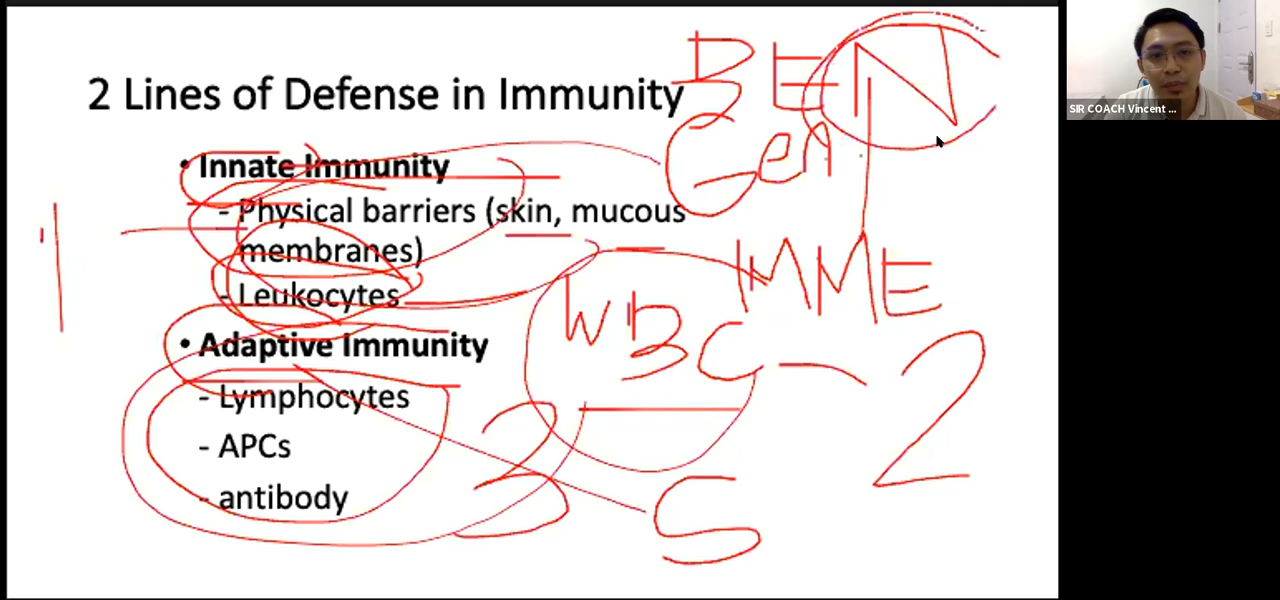 2 Lines of Defense in Immunity
BEN
Gen
• Innate Immunity
- Physical barriers (skin, mucous
membranes)
- Leukocytes
1
IMME
WBC
2
• Adaptive Immunity
- Lymphocytes
- APCs
- antibody
3
S
SIR COACH Vincent ...